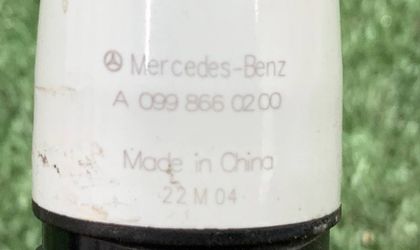 Mercedes-Benz
A 099 866 02 00
Made in China
22 M 04